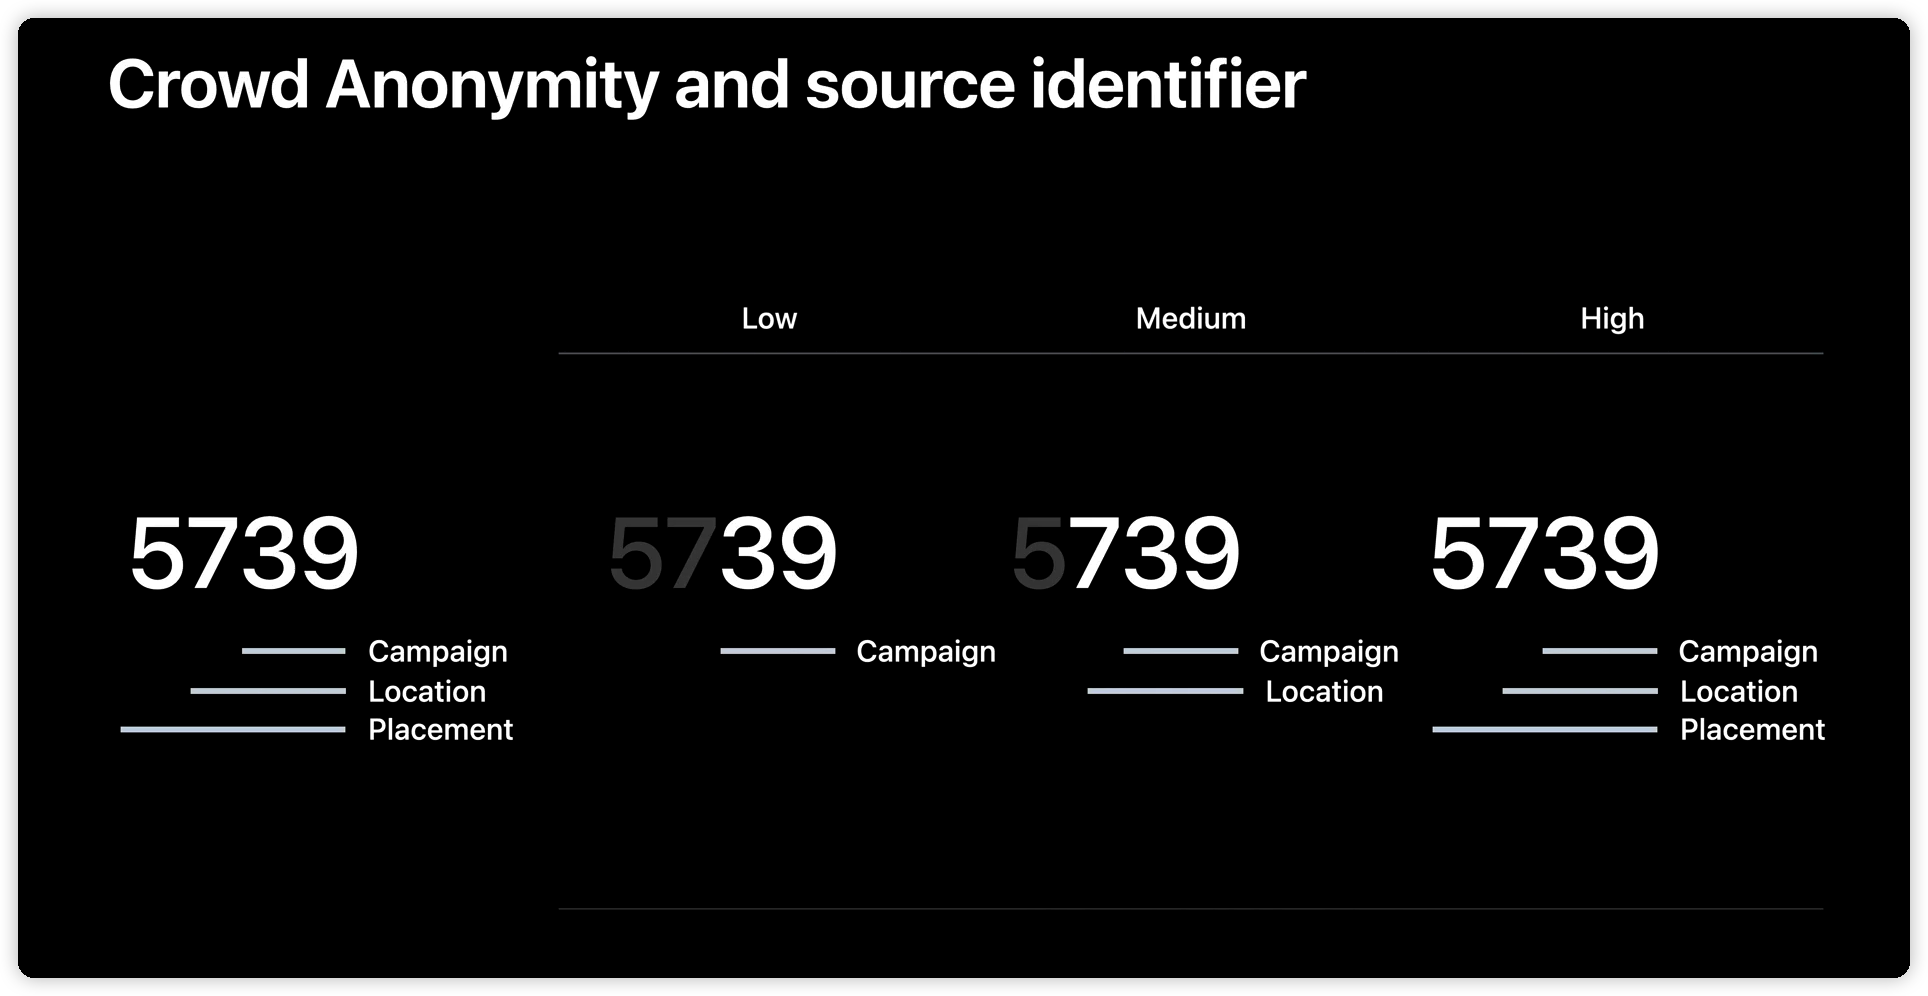 Crowd Anonymity and source identifier
Low Medium High
5739 5739 5739 5739
Campaign Campaign Campaign Campaign
Location Location Location
Placement Placement